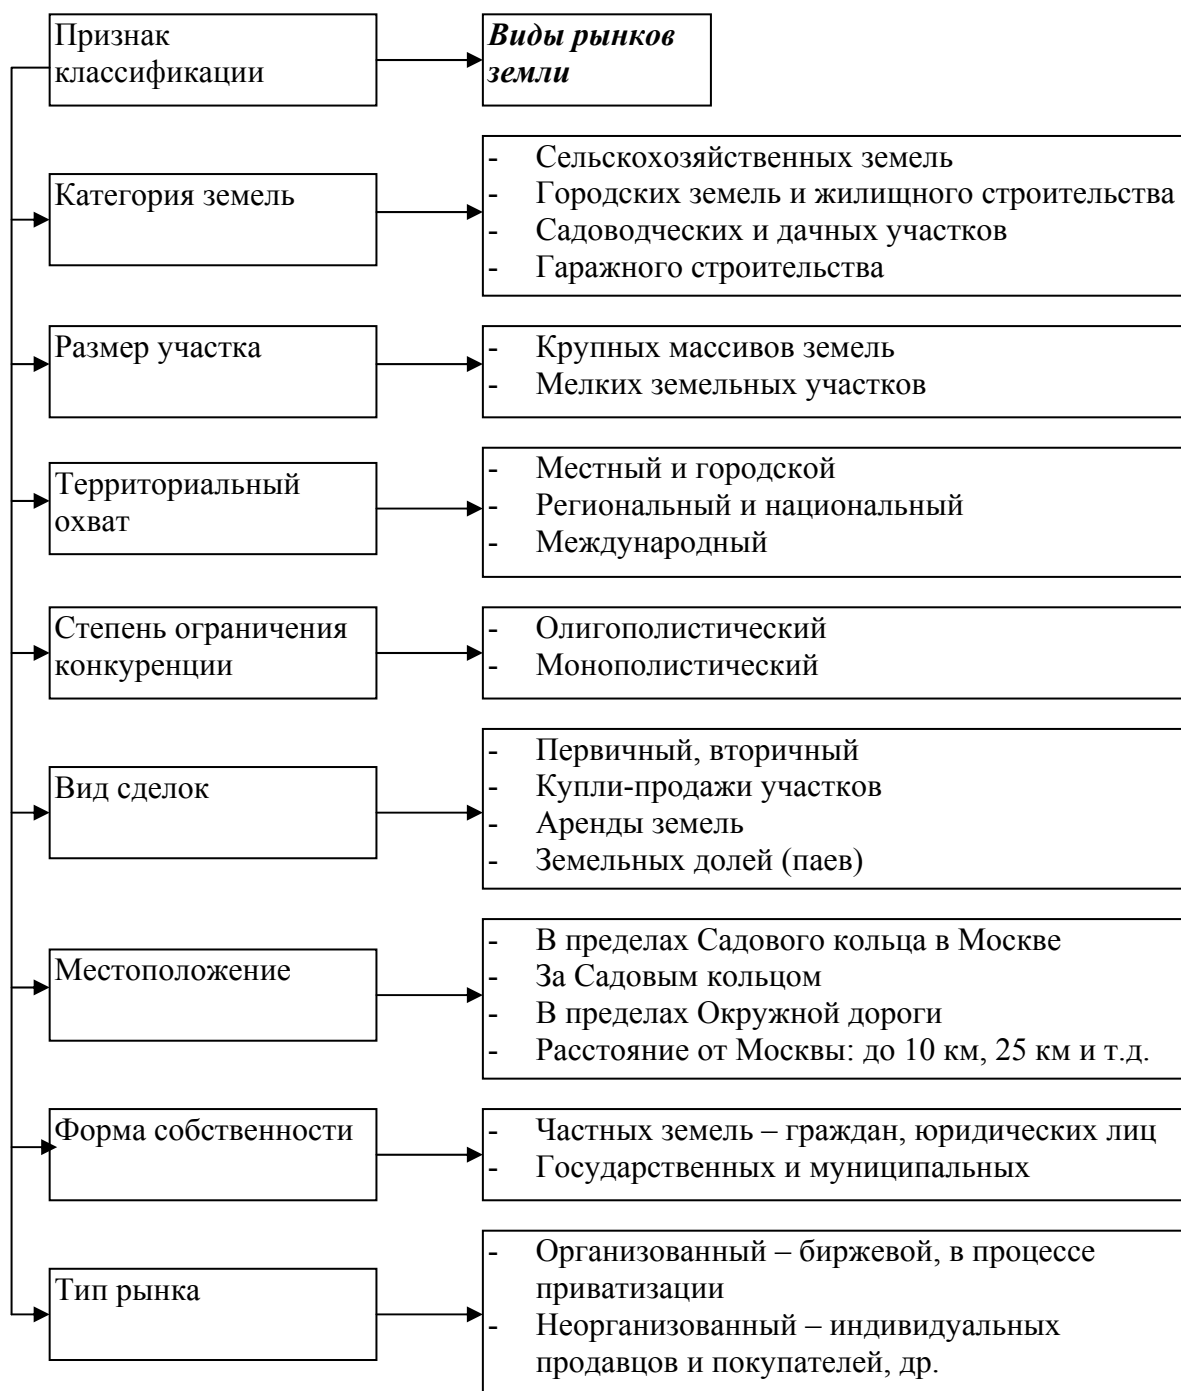 Признак
классификации
Виды рынков
земли
Категория земель
- Сельскохозяйственных земель
- Городских земель и жилищного строительства
- Садоводческих и дачных участков
- Гаражного строительства
Размер участка
- Крупных массивов земель
- Мелких земельных участков
Территориальный
охват
- Местный и городской
- Региональный и национальный
- Международный
Степень ограничения
конкуренции
- Олигополистический
- Монополистический
Вид сделок
- Первичный, вторичный
- Купли-продажи участков
- Аренды земель
- Земельных долей (паев)
Местоположение
- В пределах Садового кольца в Москве
- За Садовым кольцом
- В пределах Окружной дороги
- Расстояние от Москвы: до 10 км, 25 км и т.д.
Форма собственности
- Частных земель – граждан, юридических лиц
- Государственных и муниципальных
Тип рынка
- Организованный – биржевой, в процессе
приватизации
- Неорганизованный – индивидуальных
продавцов и покупателей, др.